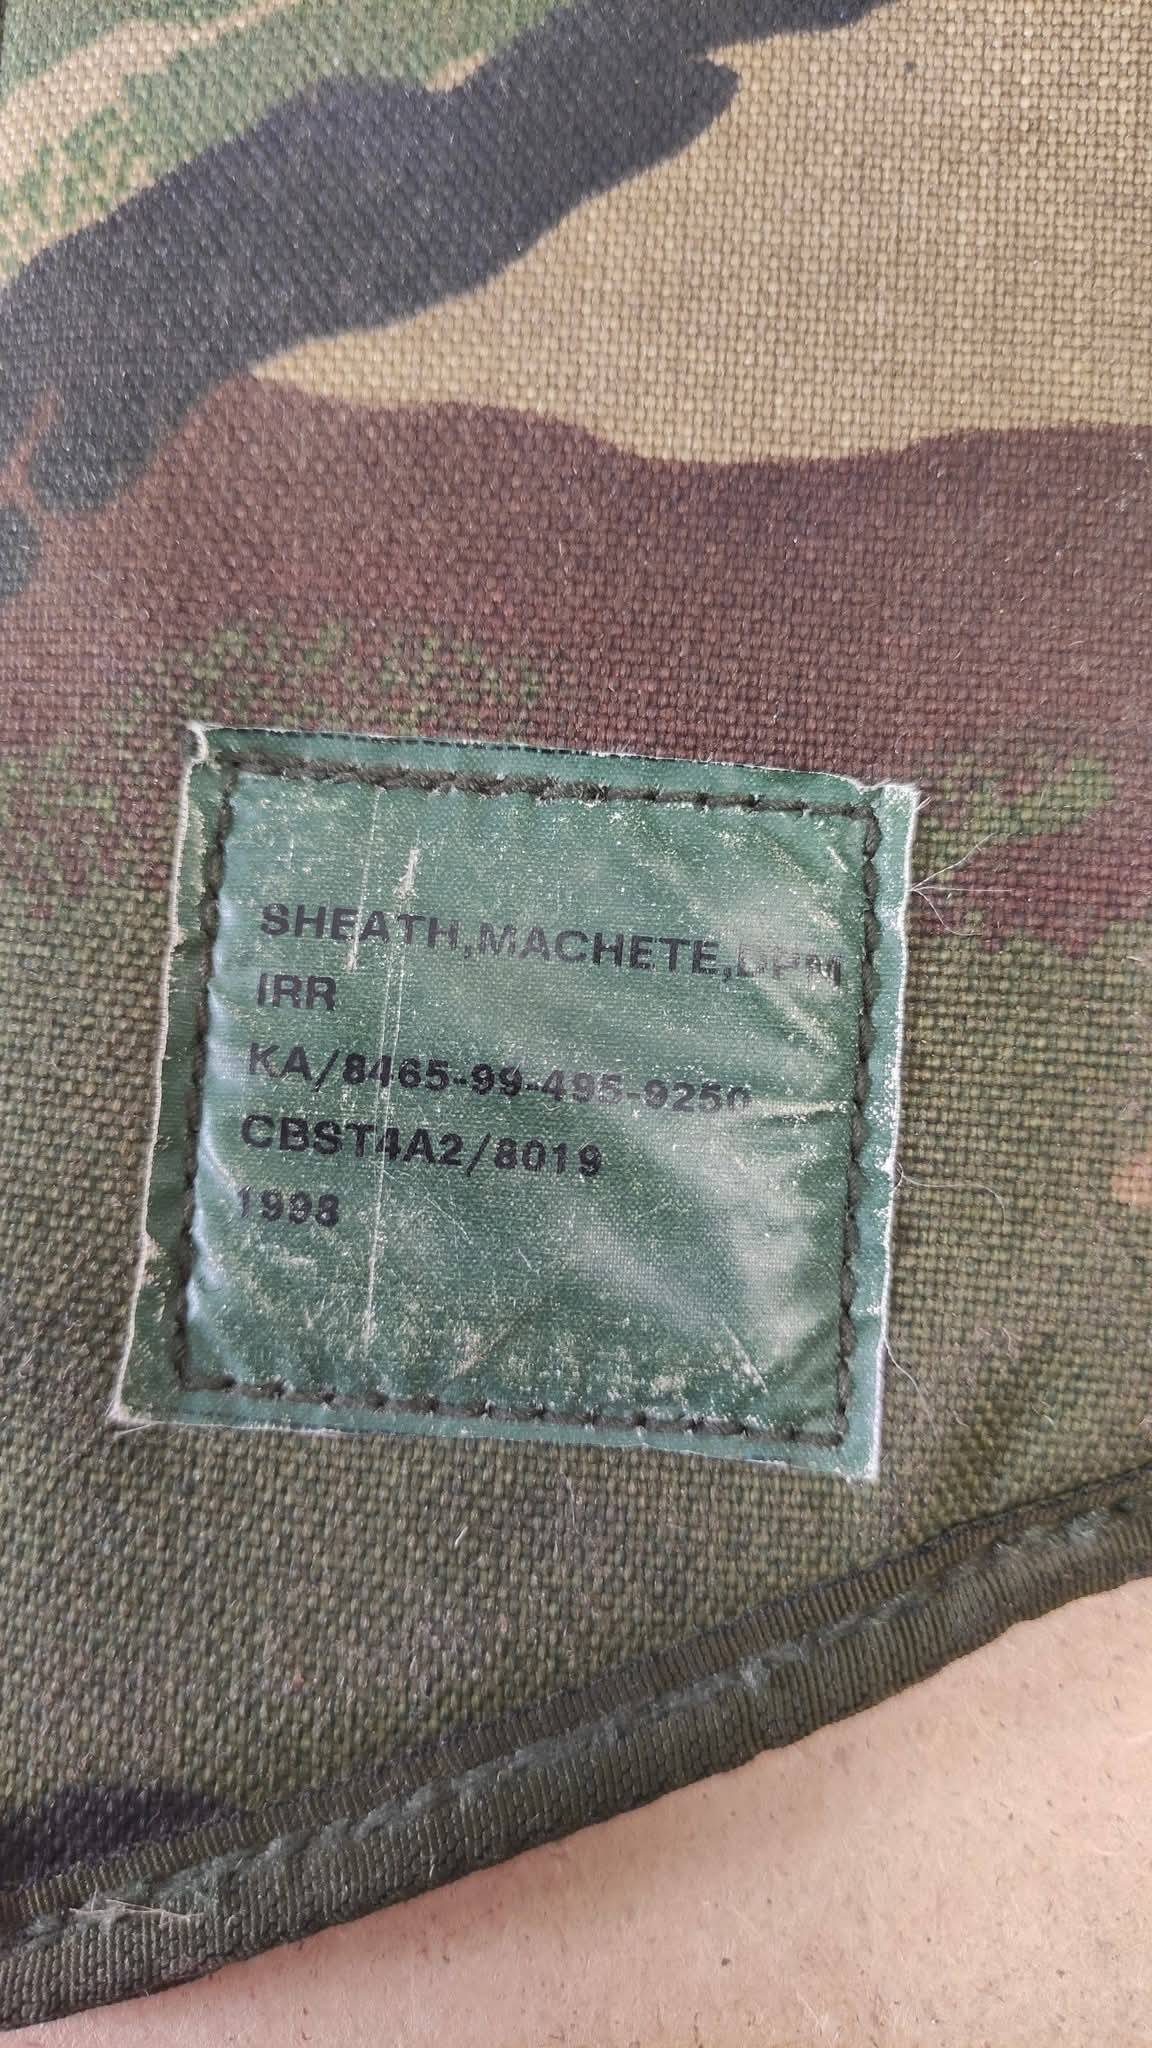 SHEATH,MACHETE,DPM
IRR
KA/8465-99-495-9250
CBST4A2/8019
1998